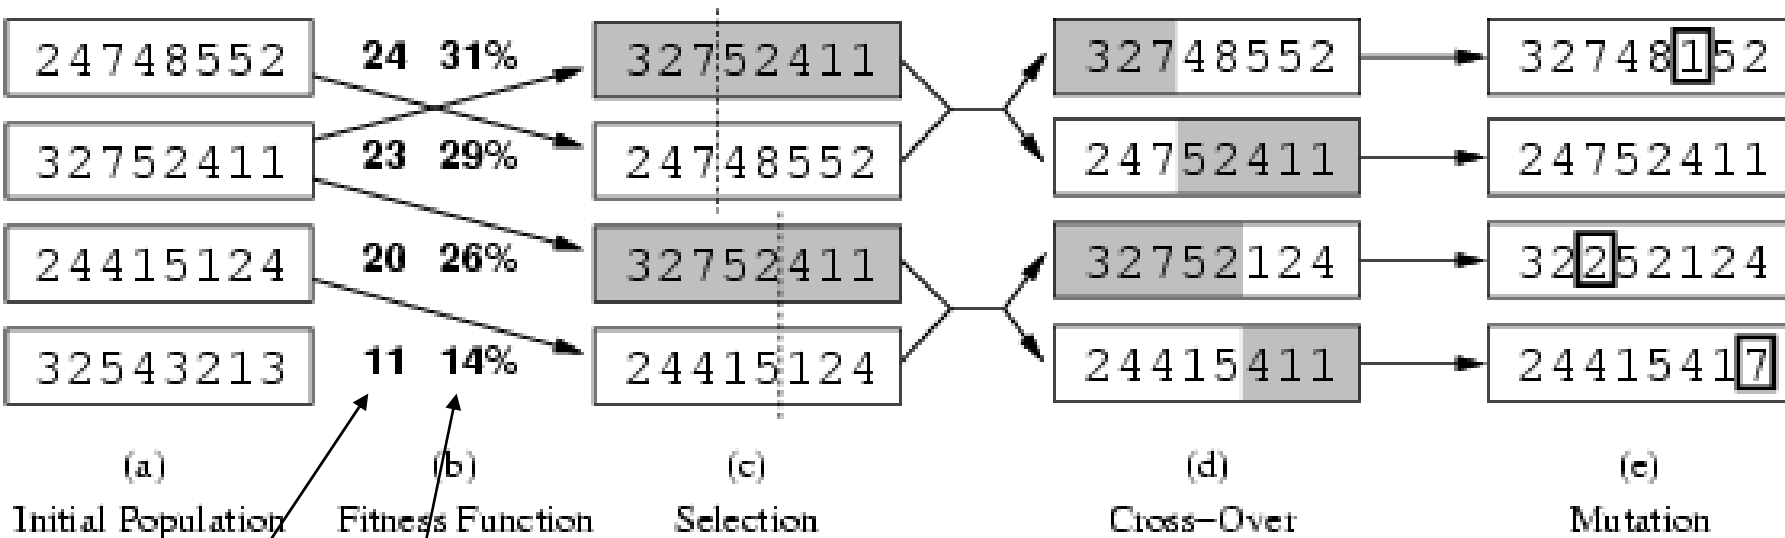 24748552 24 31% 32752411 32748552 32748152
32752411 23 29% 24748552 24752411 24752411
24415124 20 26% 32752411 32752124 32252124
32543213 11 14% 24415124 24415411 24415417
(a) (b) (c) (d) (e)
Initial Population Fitness Function Selection Cross-Over Mutation